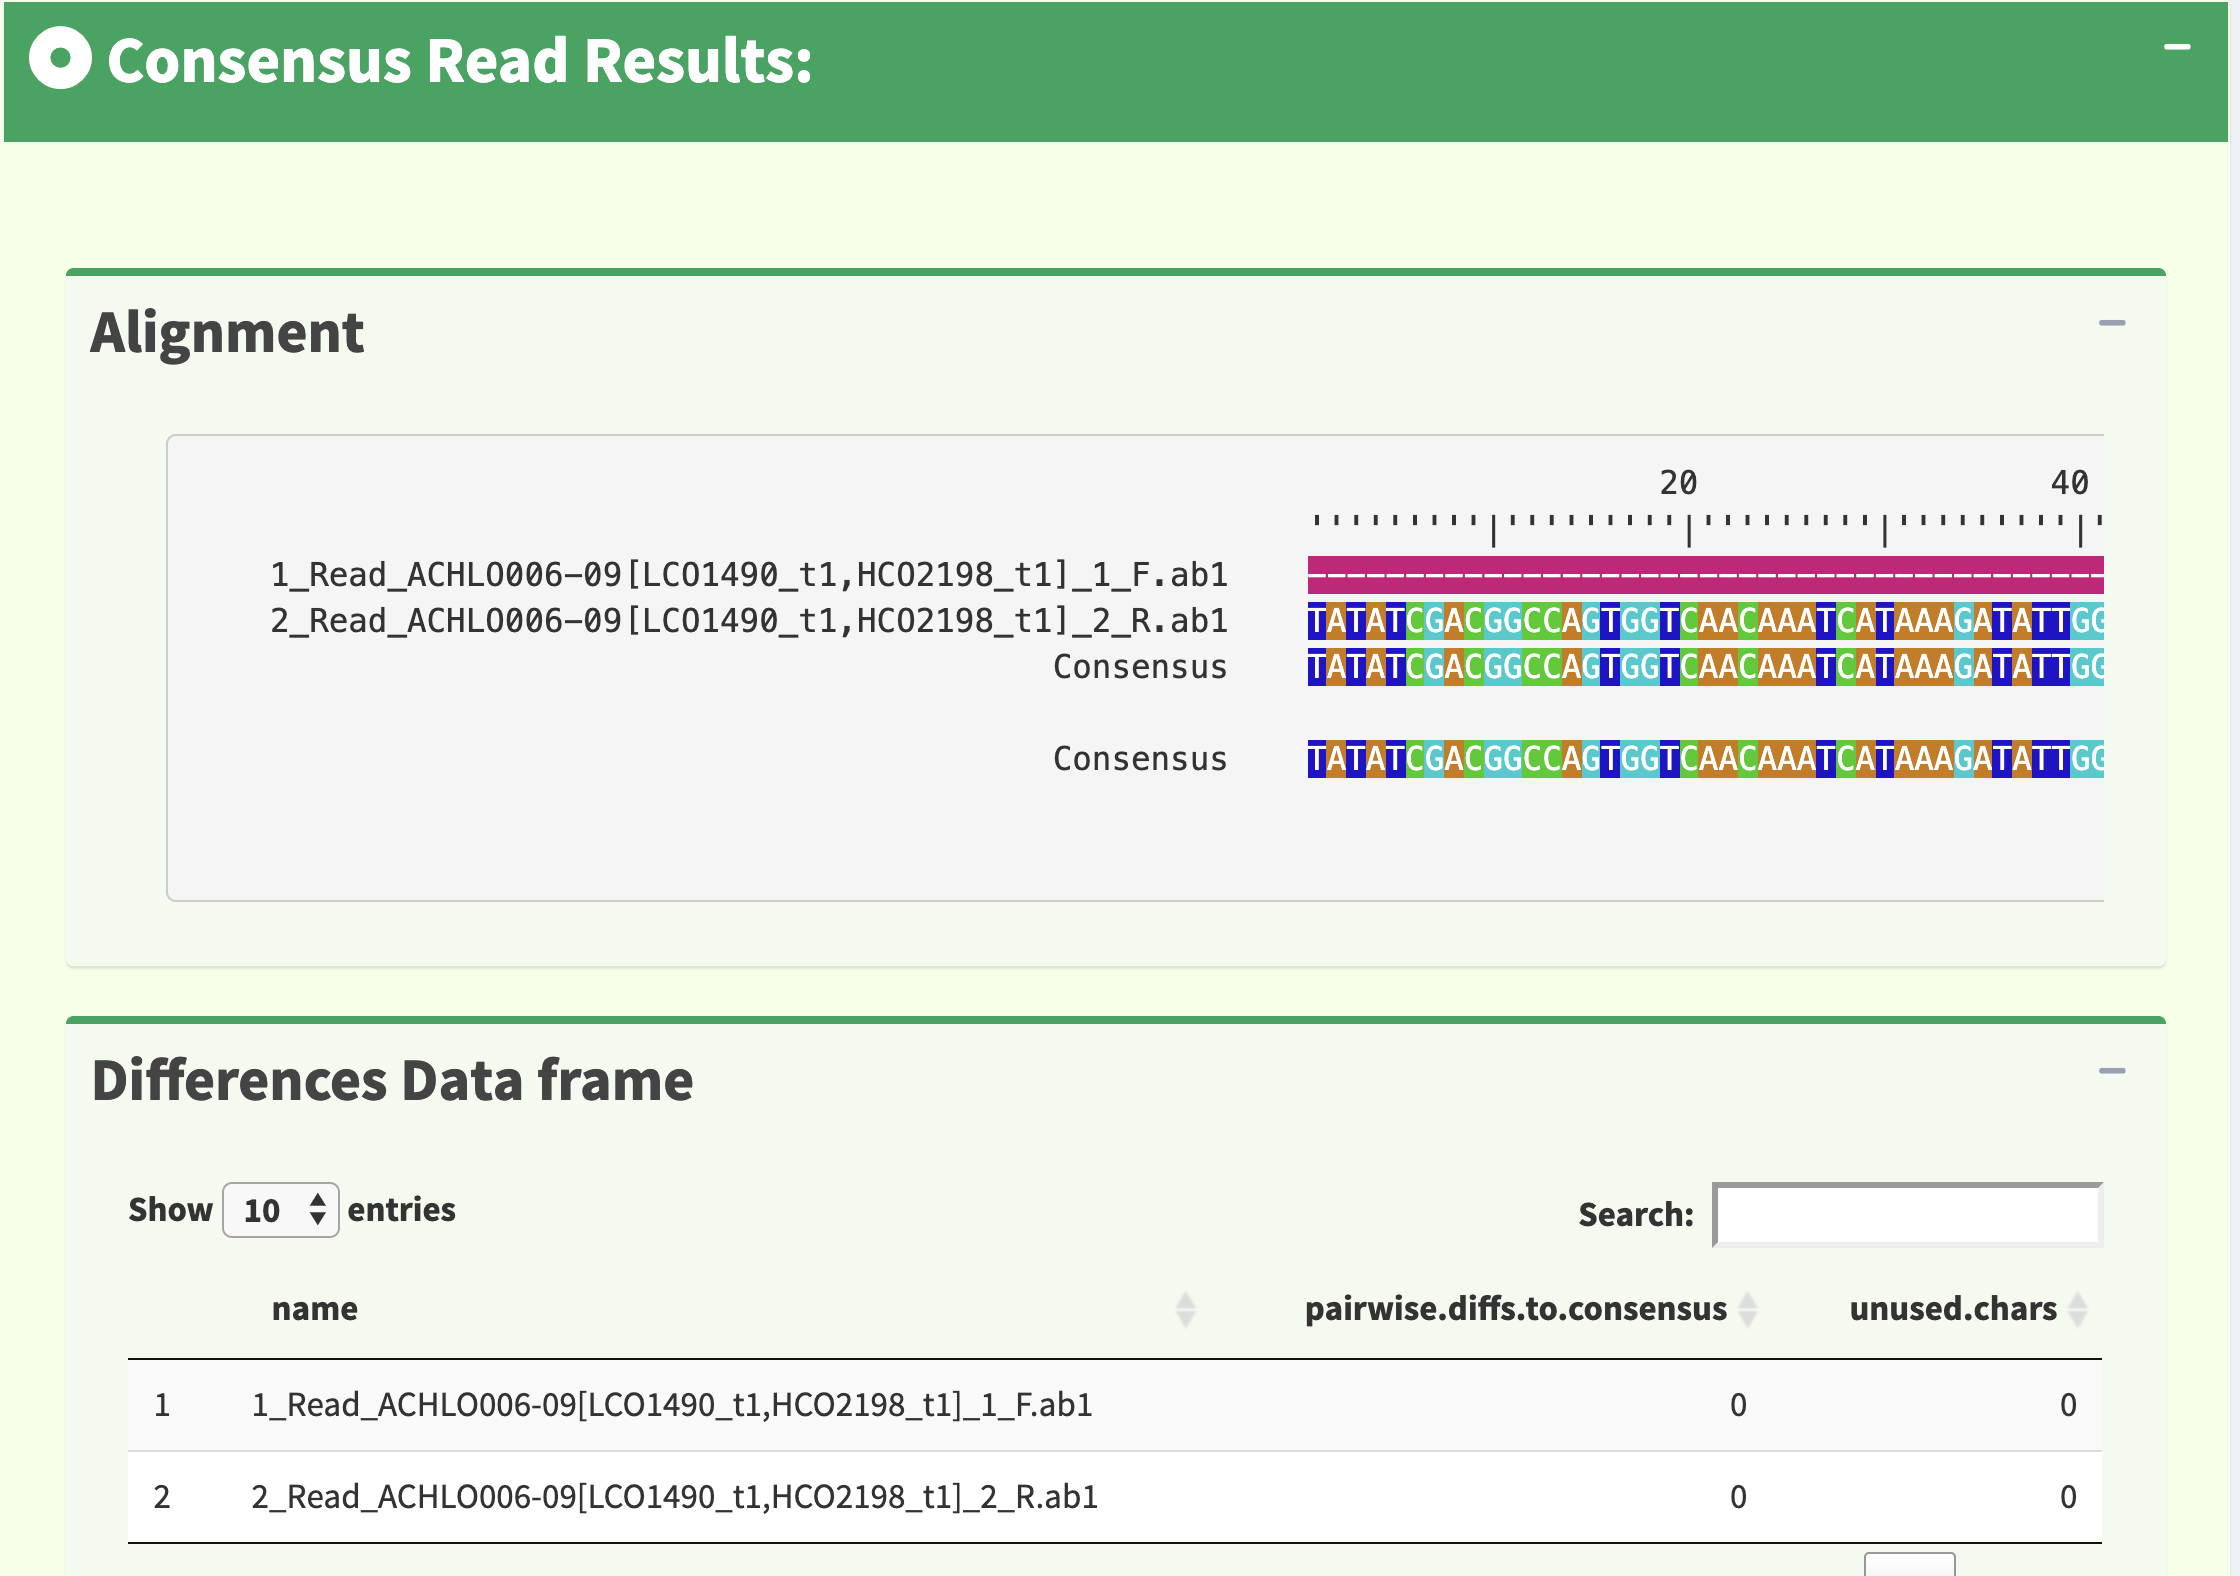 Consensus Read Results:
Alignment
20 40
1_Read_ACHLO006-09[LCO1490_t1,HCO2198_t1]_1_F.ab1 -----------------------------------------
2_Read_ACHLO006-09[LCO1490_t1,HCO2198_t1]_2_R.ab1 TATATCGACGGCCAGTGGTCAACAAATCATAAAGATATTGG
Consensus TATATCGACGGCCAGTGGTCAACAAATCATAAAGATATTGG
Consensus TATATCGACGGCCAGTGGTCAACAAATCATAAAGATATTGG
Differences Data frame
Show 10 entries Search:
name pairwise.diffs.to.consensus unused.chars
1 1_Read_ACHLO006-09[LCO1490_t1,HCO2198_t1]_1_F.ab1 0 0
2 2_Read_ACHLO006-09[LCO1490_t1,HCO2198_t1]_2_R.ab1 0 0